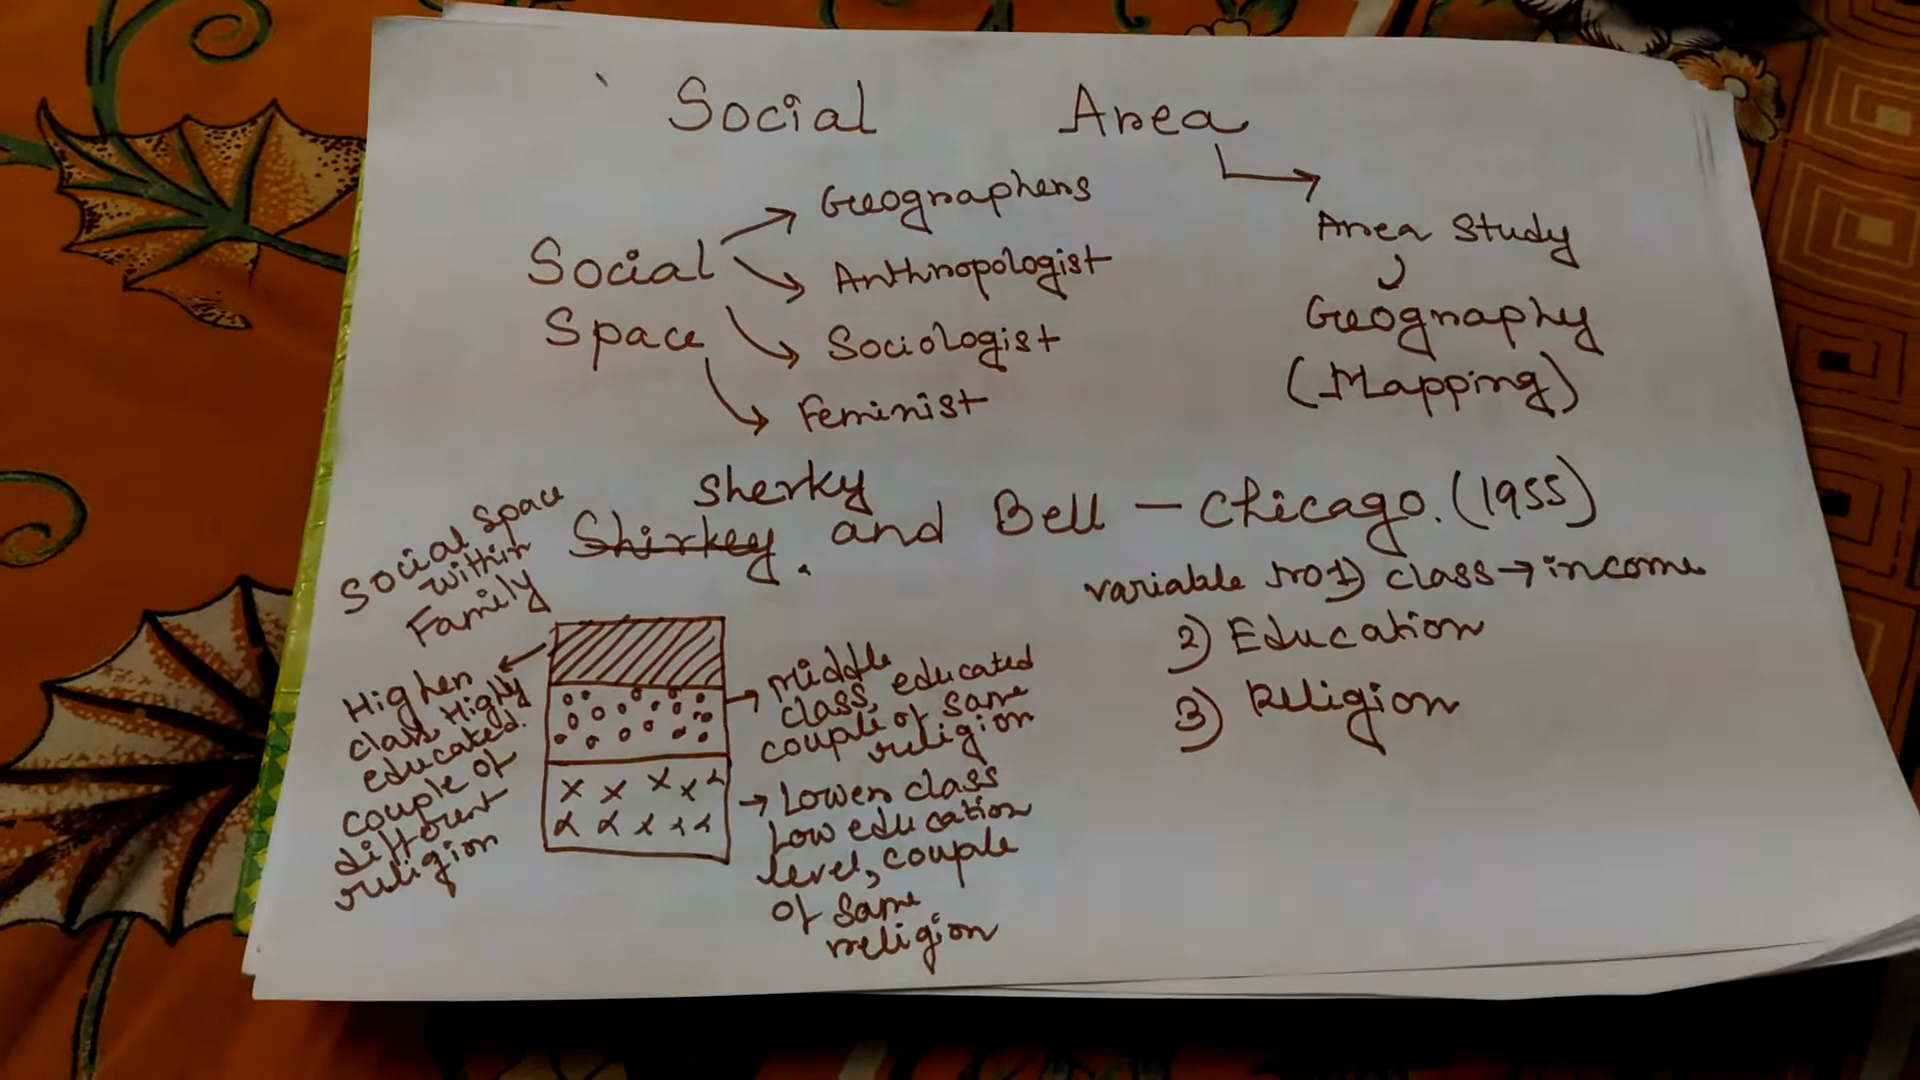 Social Area
Social
Space
Geographers
Anthropologist
Sociologist
Feminist
Area Study
Geography
(Mapping)
Sherky
Shirkey and Bell - Chicago. (1955)
variable no 1) class → income
2) Education
3) Religion
Social Space
within
Family
Higher
class Highly
educated.
couple of
different
religion
→ middle
class, educated
couple of same
religion
→ Lower class
Low education
level, couple
of same
religion